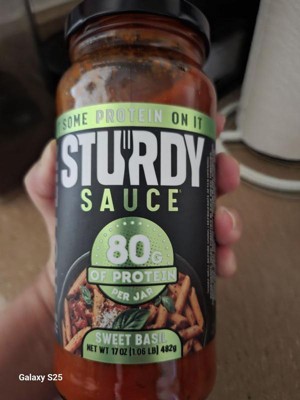 SOME PROTEIN ON IT
STURDY
SAUCE
80G
OF PROTEIN
PER JAR
SWEET BASIL
NET WT 17 OZ (1.06 LB) 482g
Galaxy S25